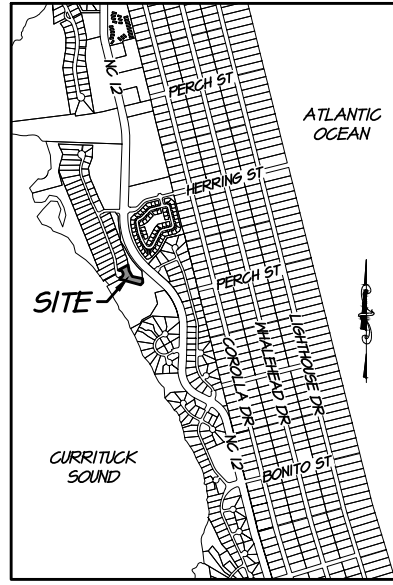 NC 12
PERCH ST
ATLANTIC
OCEAN
HERRING ST
PERCH ST
SITE
LIGHTHOUSE DR
WHALEHEAD DR
COROLLA DR
NC 12
BONITO ST
CURRITUCK
SOUND